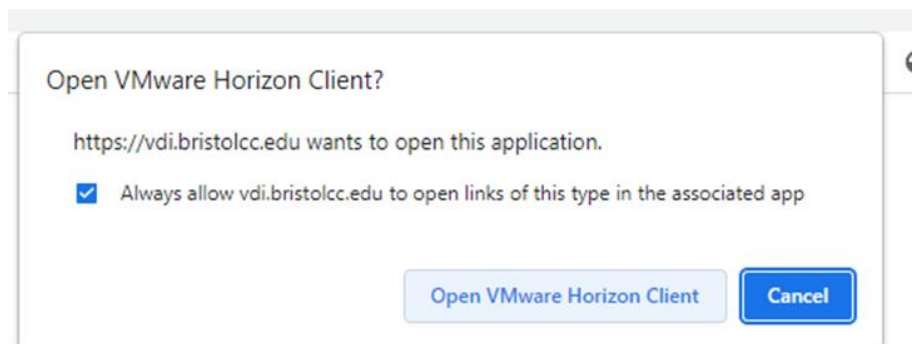 Open VMware Horizon Client?
https://vdi.bristolcc.edu wants to open this application.
Always allow vdi.bristolcc.edu to open links of this type in the associated app
Open VMware Horizon Client
Cancel